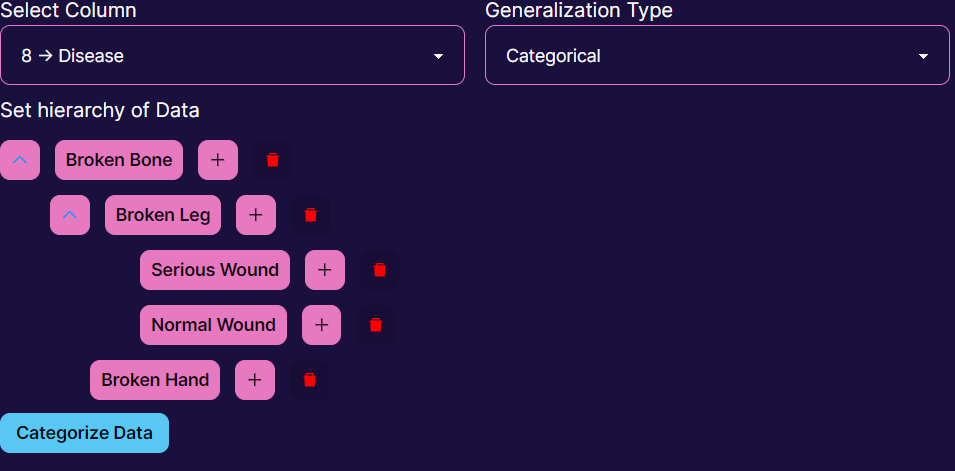 Select Column
Generalization Type
8 → Disease
Categorical
Set hierarchy of Data
Broken Bone +
Broken Leg +
Serious Wound +
Normal Wound +
Broken Hand +
Categorize Data